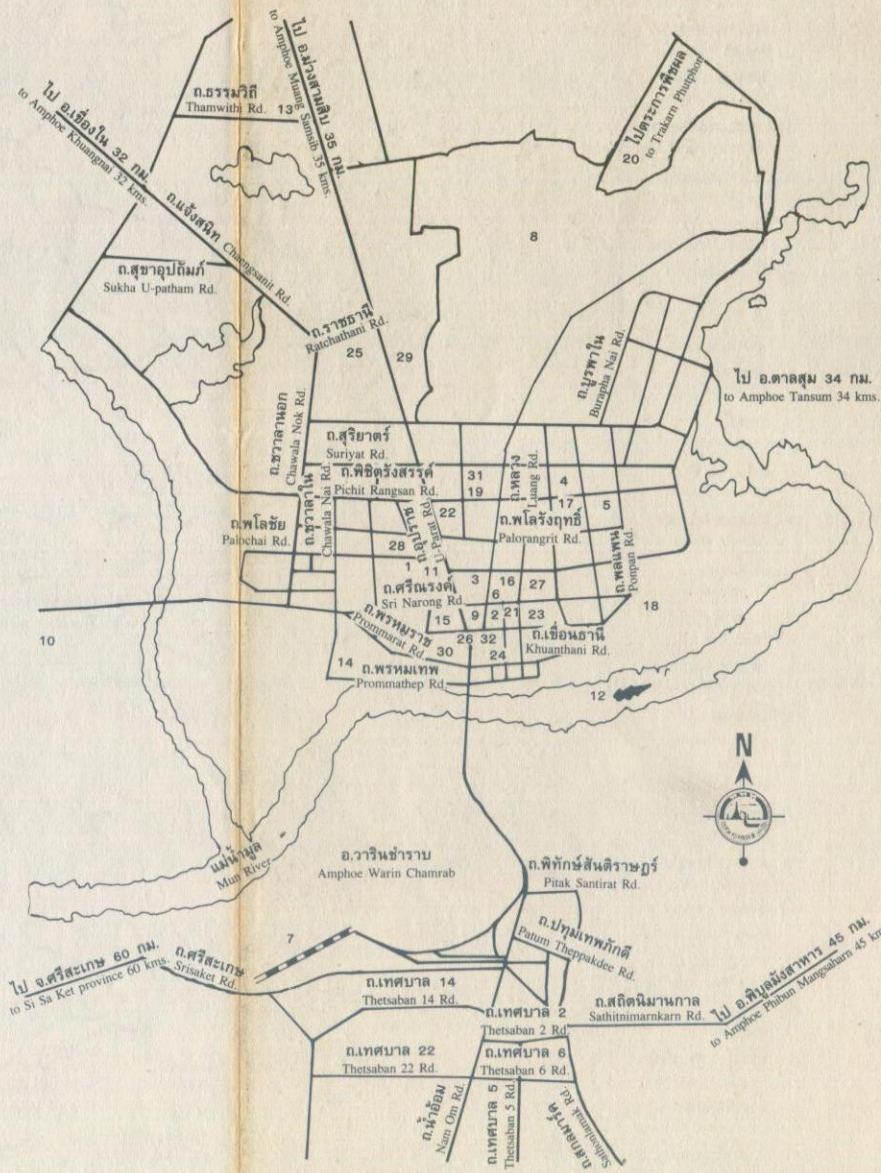 ไป อ.ม่วงสามสิบ 35 กม.
to Amphoe Muang Samsib 35 kms.
ไปตระการพืชผล
to Trakarn Phutphon
20
ถ.ธรรมวิถี
Thamwithi Rd. 13
ไป อ.เขื่องใน 32 กม.
to Amphoe Khuangnai 32 kms.
ถ.แจ้งสนิท Chaengsanit Rd.
8
ถ.สุขาอุปถัมภ์
Sukha U-patham Rd.
ถ.ราชธานี
Ratchathani Rd.
25
29
ถ.บูรพาใน
Burapha Nai Rd.
ไป อ.ตาลสุม 34 กม.
to Amphoe Tansum 34 kms.
ถ.ชวาลานอก
Chawala Nok Rd.
ถ.สุริยาตร์
Suriyat Rd.
ถ.พิชิตรังสรรค์
Pichit Rangsan Rd.
31
19
ถ.หลวง
Luang Rd.
4
17
5
ถ.พโลชัย
Palochai Rd.
ถ.ชวาลาใน
Chawala Nai Rd.
ถ.อุปราช
U-Parat Rd.
22
ถ.พโลรังฤทธิ์
Palorangrit Rd.
ถ.พลแพน
Ponpan Rd.
28
1
11
3
16
27
6
ถ.ศรีณรงค์
Sri Narong Rd.
18
15
9
2
21
23
10
ถ.พรหมราช
Prommarat Rd.
26
32
ถ.เขื่อนธานี
Khuanthani Rd.
30
24
14
ถ.พรหมเทพ
Prommathep Rd.
12
N
แม่น้ำมูล
Mun River
อ.วารินชำราบ
Amphoe Warin Chamrab
ถ.พิทักษ์สันติราษฎร์
Pitak Santirat Rd.
ถ.ปทุมเทพภักดี
Patum Theppakdee Rd.
7
ไป จ.ศรีสะเกษ 60 กม.
to Si Sa Ket province 60 kms.
ถ.ศรีสะเกษ
Srisaket Rd.
ถ.เทศบาล 14
Thetsaban 14 Rd.
ถ.เทศบาล 2
Thetsaban 2 Rd
ถ.สถิตนิมานกาล
Sathitnimarnkarn Rd.
ไป อ.พิบูลมังสาหาร 45 กม.
to Amphoe Phibun Mangsaharn 45 km
ถ.เทศบาล 22
Thetsaban 22 Rd.
ถ.เทศบาล 6
Thetsaban 6 Rd.
ถ.น้ำอ้อม
Nam Om Rd.
ถ.เทศบาล 5
Thetsaban 5 Rd.
ถ.สกลมาร์ค
Sathonlamak Rd.